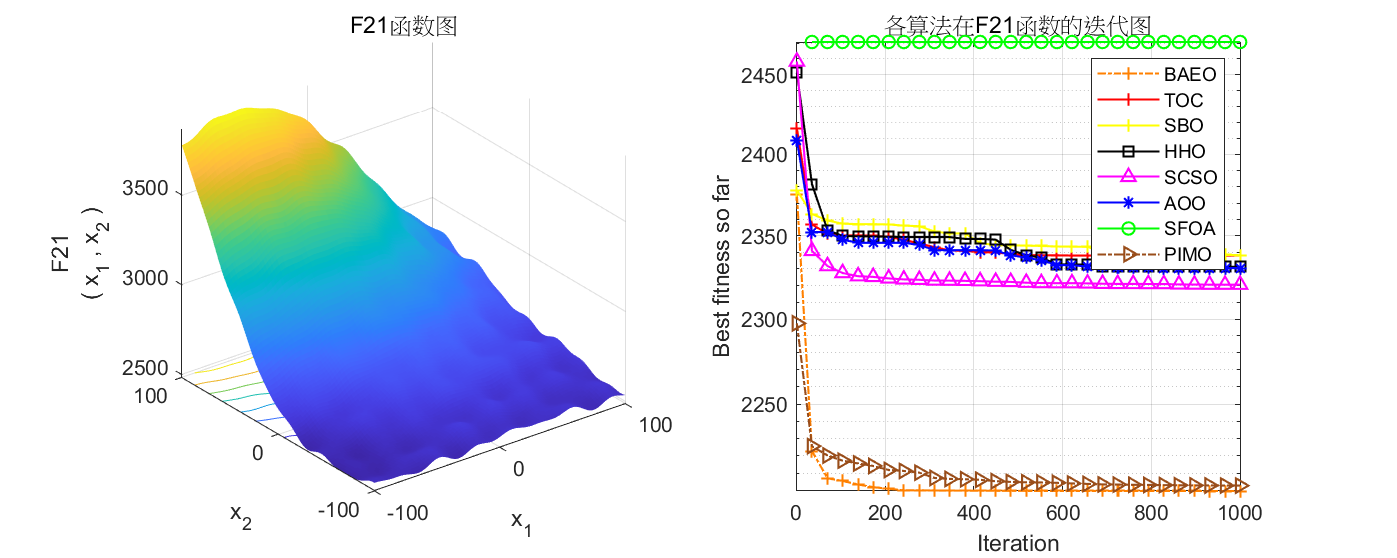 F21函数图
F21
( x1 , x2 )
3500
3000
2500
100
0
-100
x2
-100
0
100
x1
各算法在F21函数的迭代图
Best fitness so far
2450
2400
2350
2300
2250
0
200
400
600
800
1000
Iteration
BAEO
TOC
SBO
HHO
SCSO
AOO
SFOA
PIMO